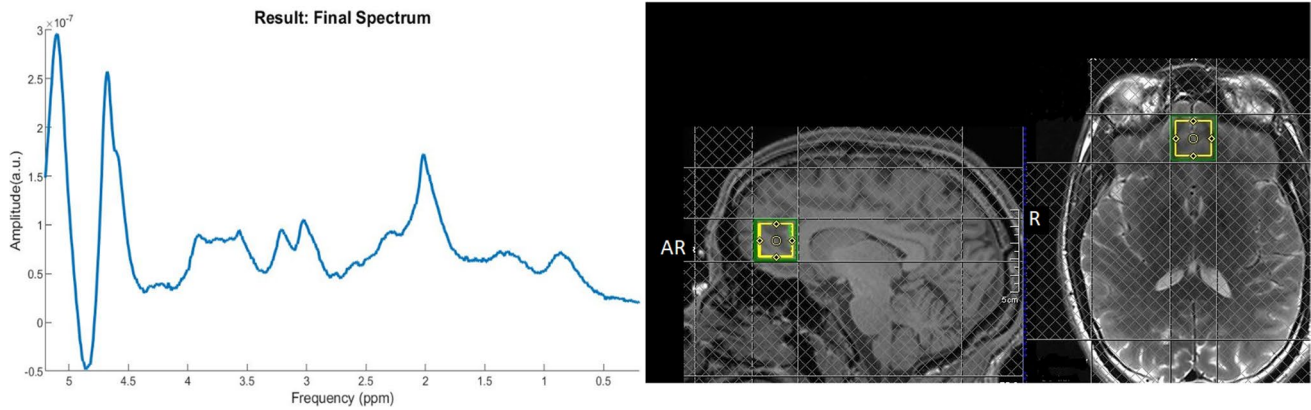 Result: Final Spectrum
×10⁻⁷
3
2.5
2
1.5
1
0.5
0
-0.5
Amplitude(a.u.)
5 4.5 4 3.5 3 2.5 2 1.5 1 0.5
Frequency (ppm)
AR
5cm
R